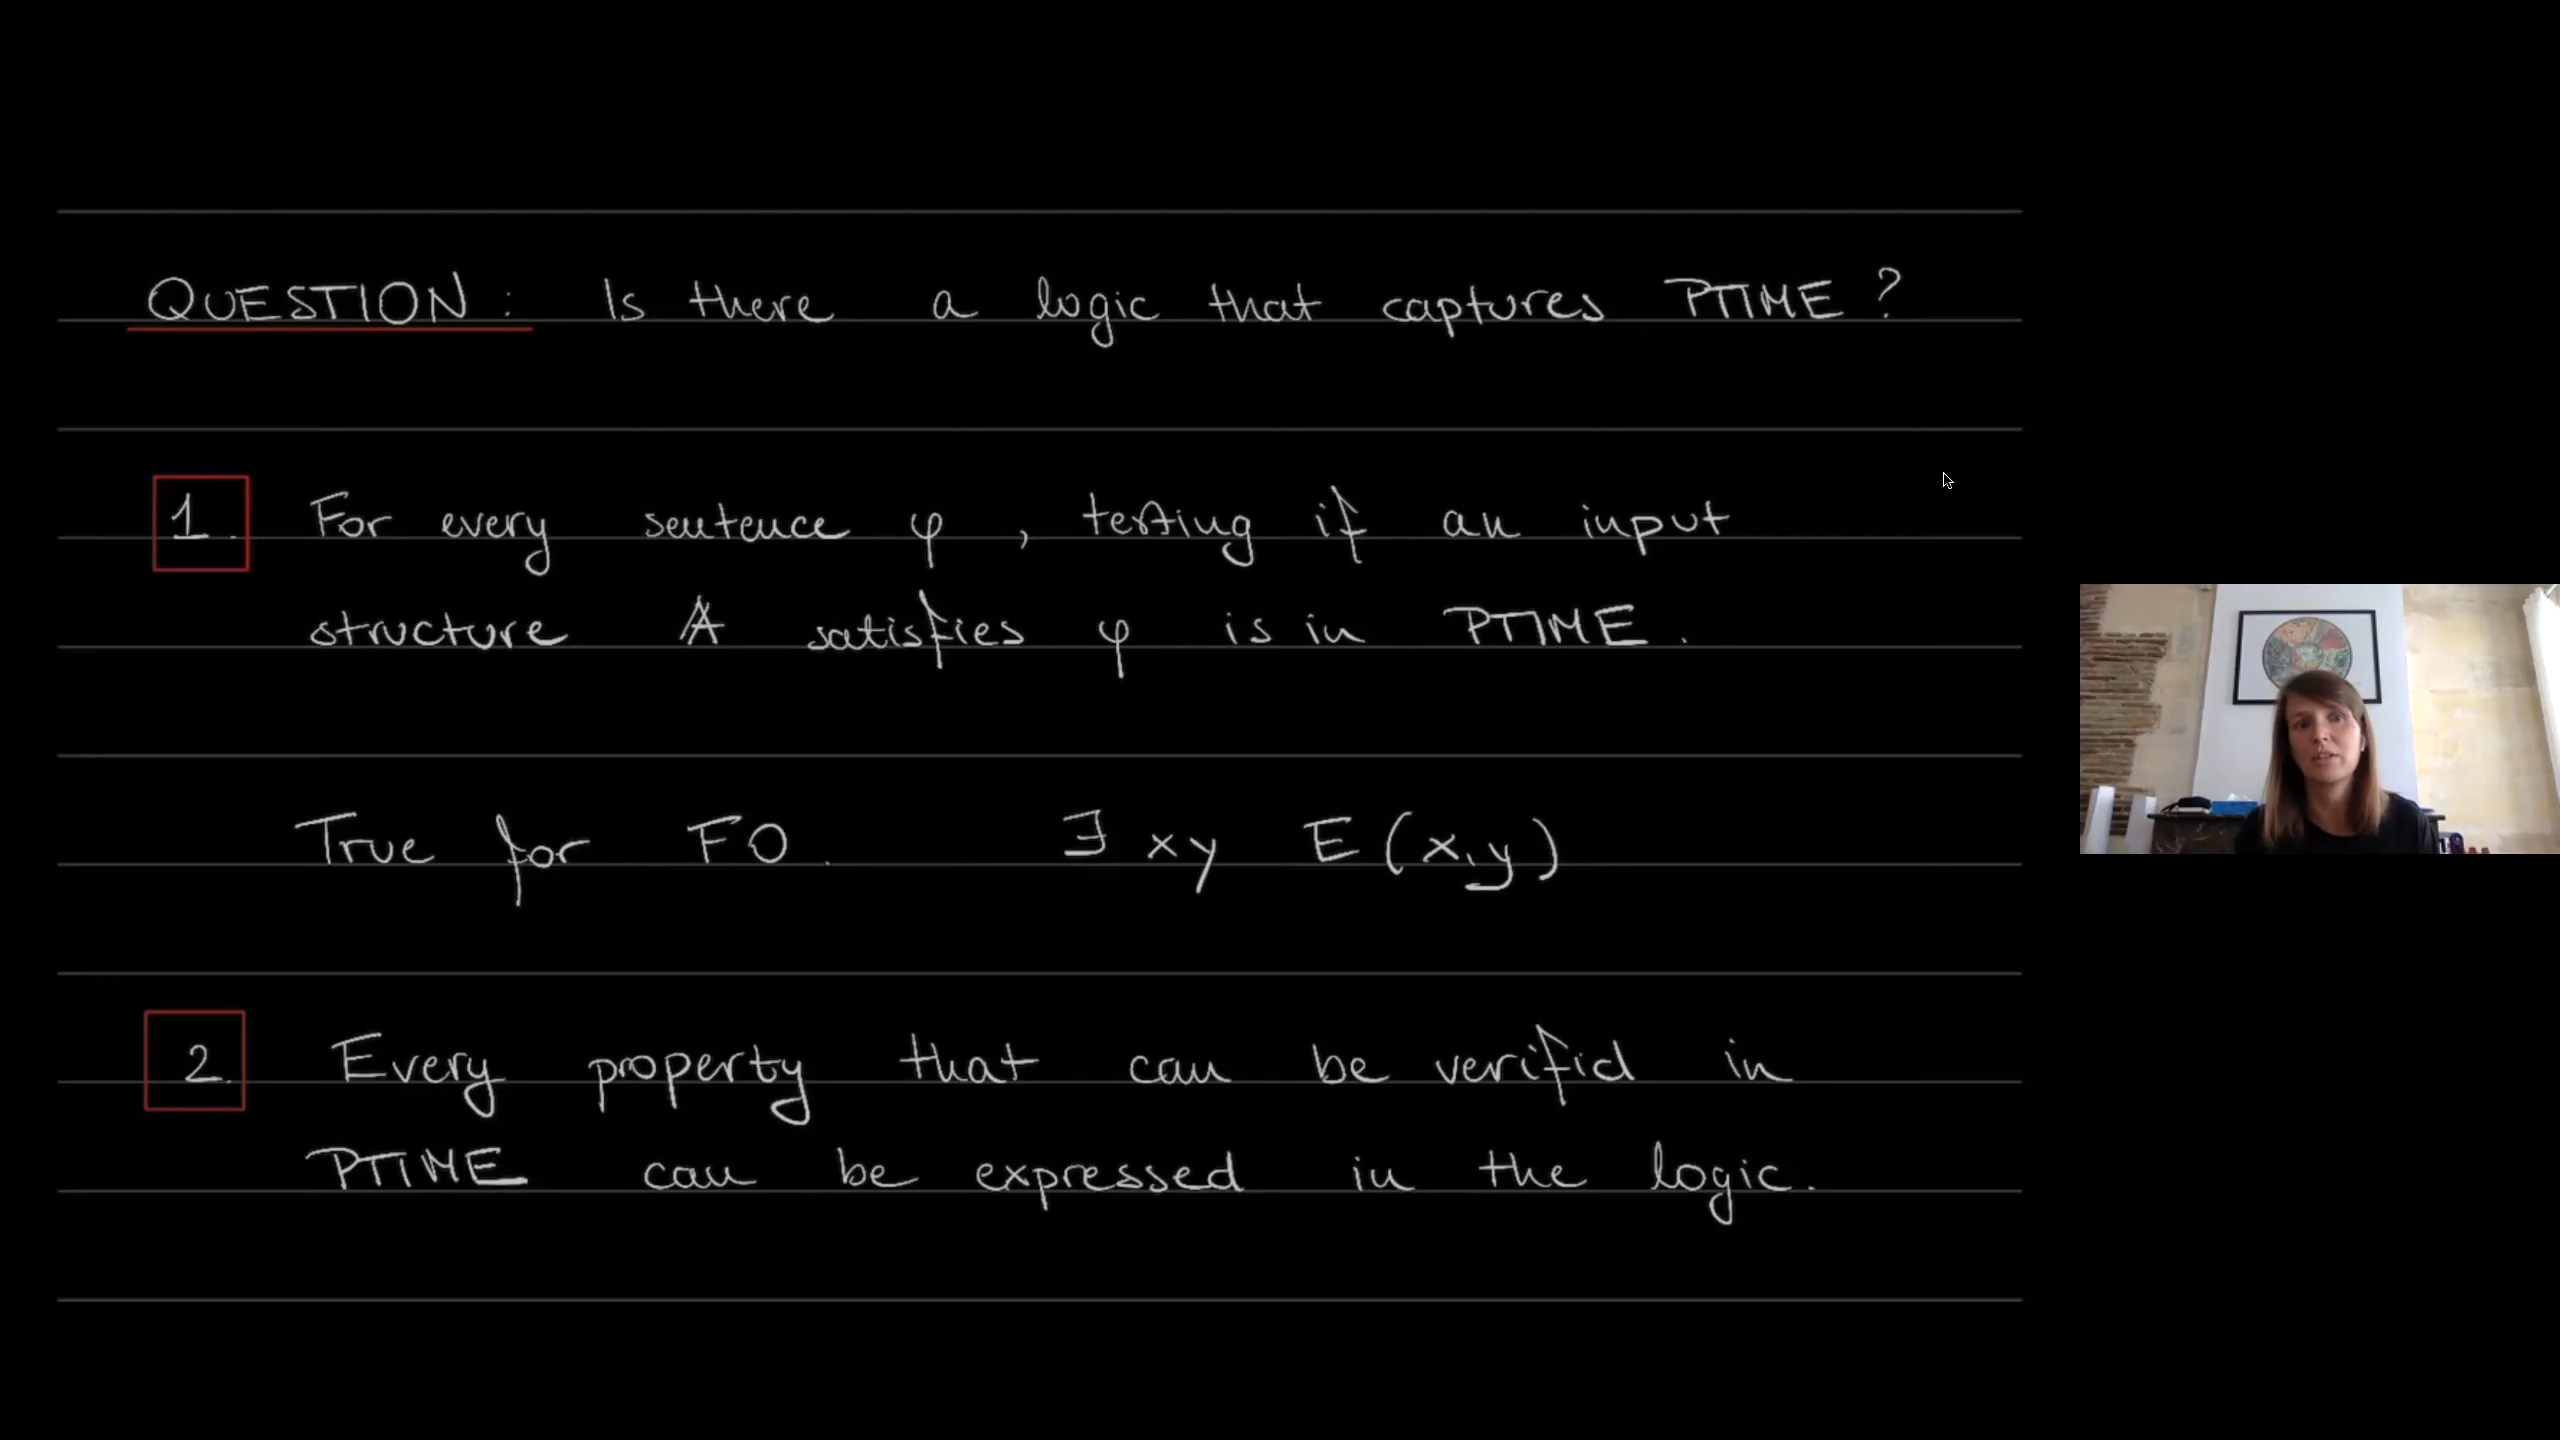 QUESTION: Is there a logic that captures PTIME?
1. For every sentence φ, testing if an input
structure 𝔸 satisfies φ is in PTIME.
True for FO. ∃ xy E(x,y)
2. Every property that can be verifid in
PTIME can be expressed in the logic.